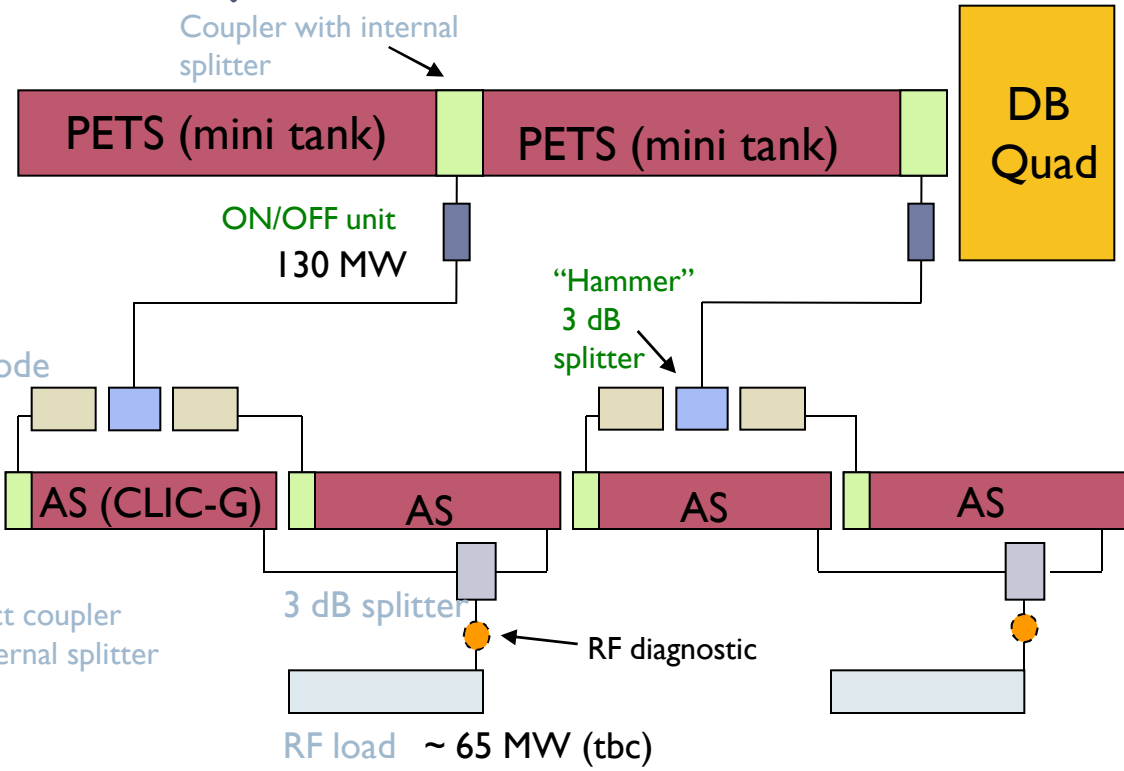 Coupler with internal
splitter
PETS (mini tank)
PETS (mini tank)
DB
Quad
ON/OFF unit
130 MW
“Hammer”
3 dB
splitter
AS (CLIC-G)
AS
AS
AS
3 dB splitter
coupler
splitter
RF diagnostic
RF load ~ 65 MW (tbc)